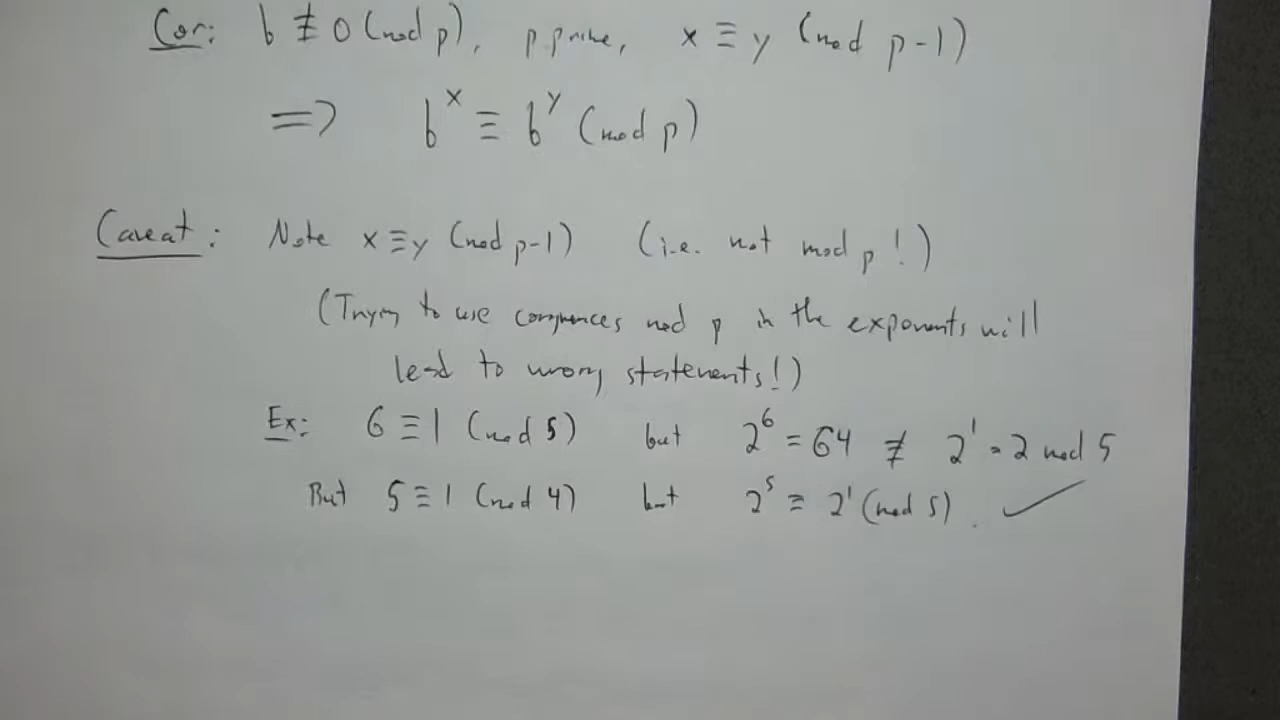 Cor: b ≢ 0 (mod p), p prime, x ≡ y (mod p-1)
=> b^x ≡ b^y (mod p)
Caveat: Note x ≡ y (mod p-1) (i.e. not mod p!)
(Trying to use congruences mod p in the exponents will
lead to wrong statements!)
Ex: 6 ≡ 1 (mod 5) but 2^6 = 64 ≢ 2^1 = 2 mod 5
But 5 ≡ 1 (mod 4) but 2^5 ≡ 2^1 (mod 5). ✓